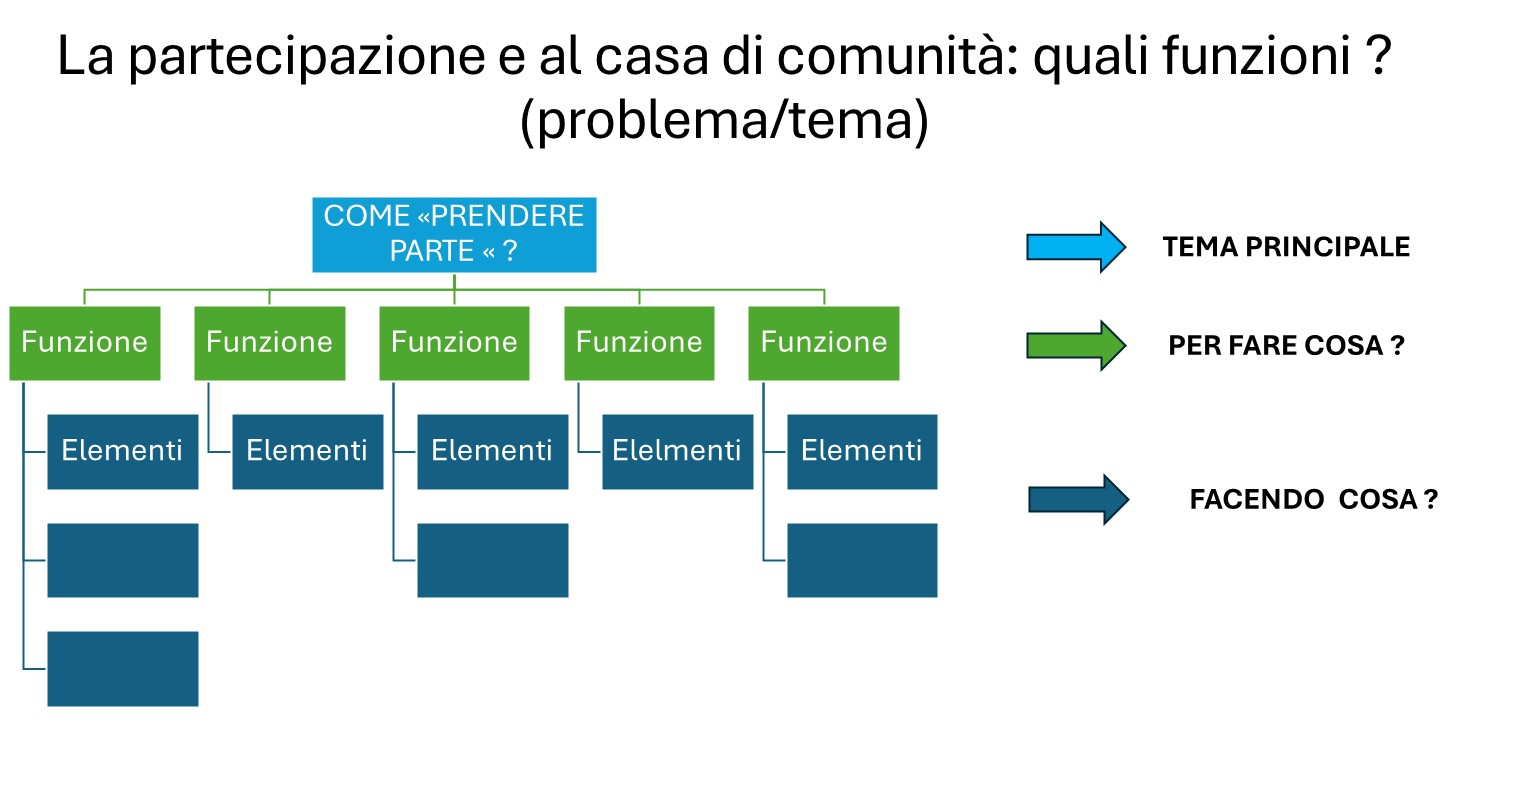 La partecipazione e al casa di comunità: quali funzioni ?
(problema/tema)
COME «PRENDERE
PARTE « ?
TEMA PRINCIPALE
Funzione
Funzione
Funzione
Funzione
Funzione
PER FARE COSA ?
Elementi
Elementi
Elementi
Elelmenti
Elementi
FACENDO  COSA ?